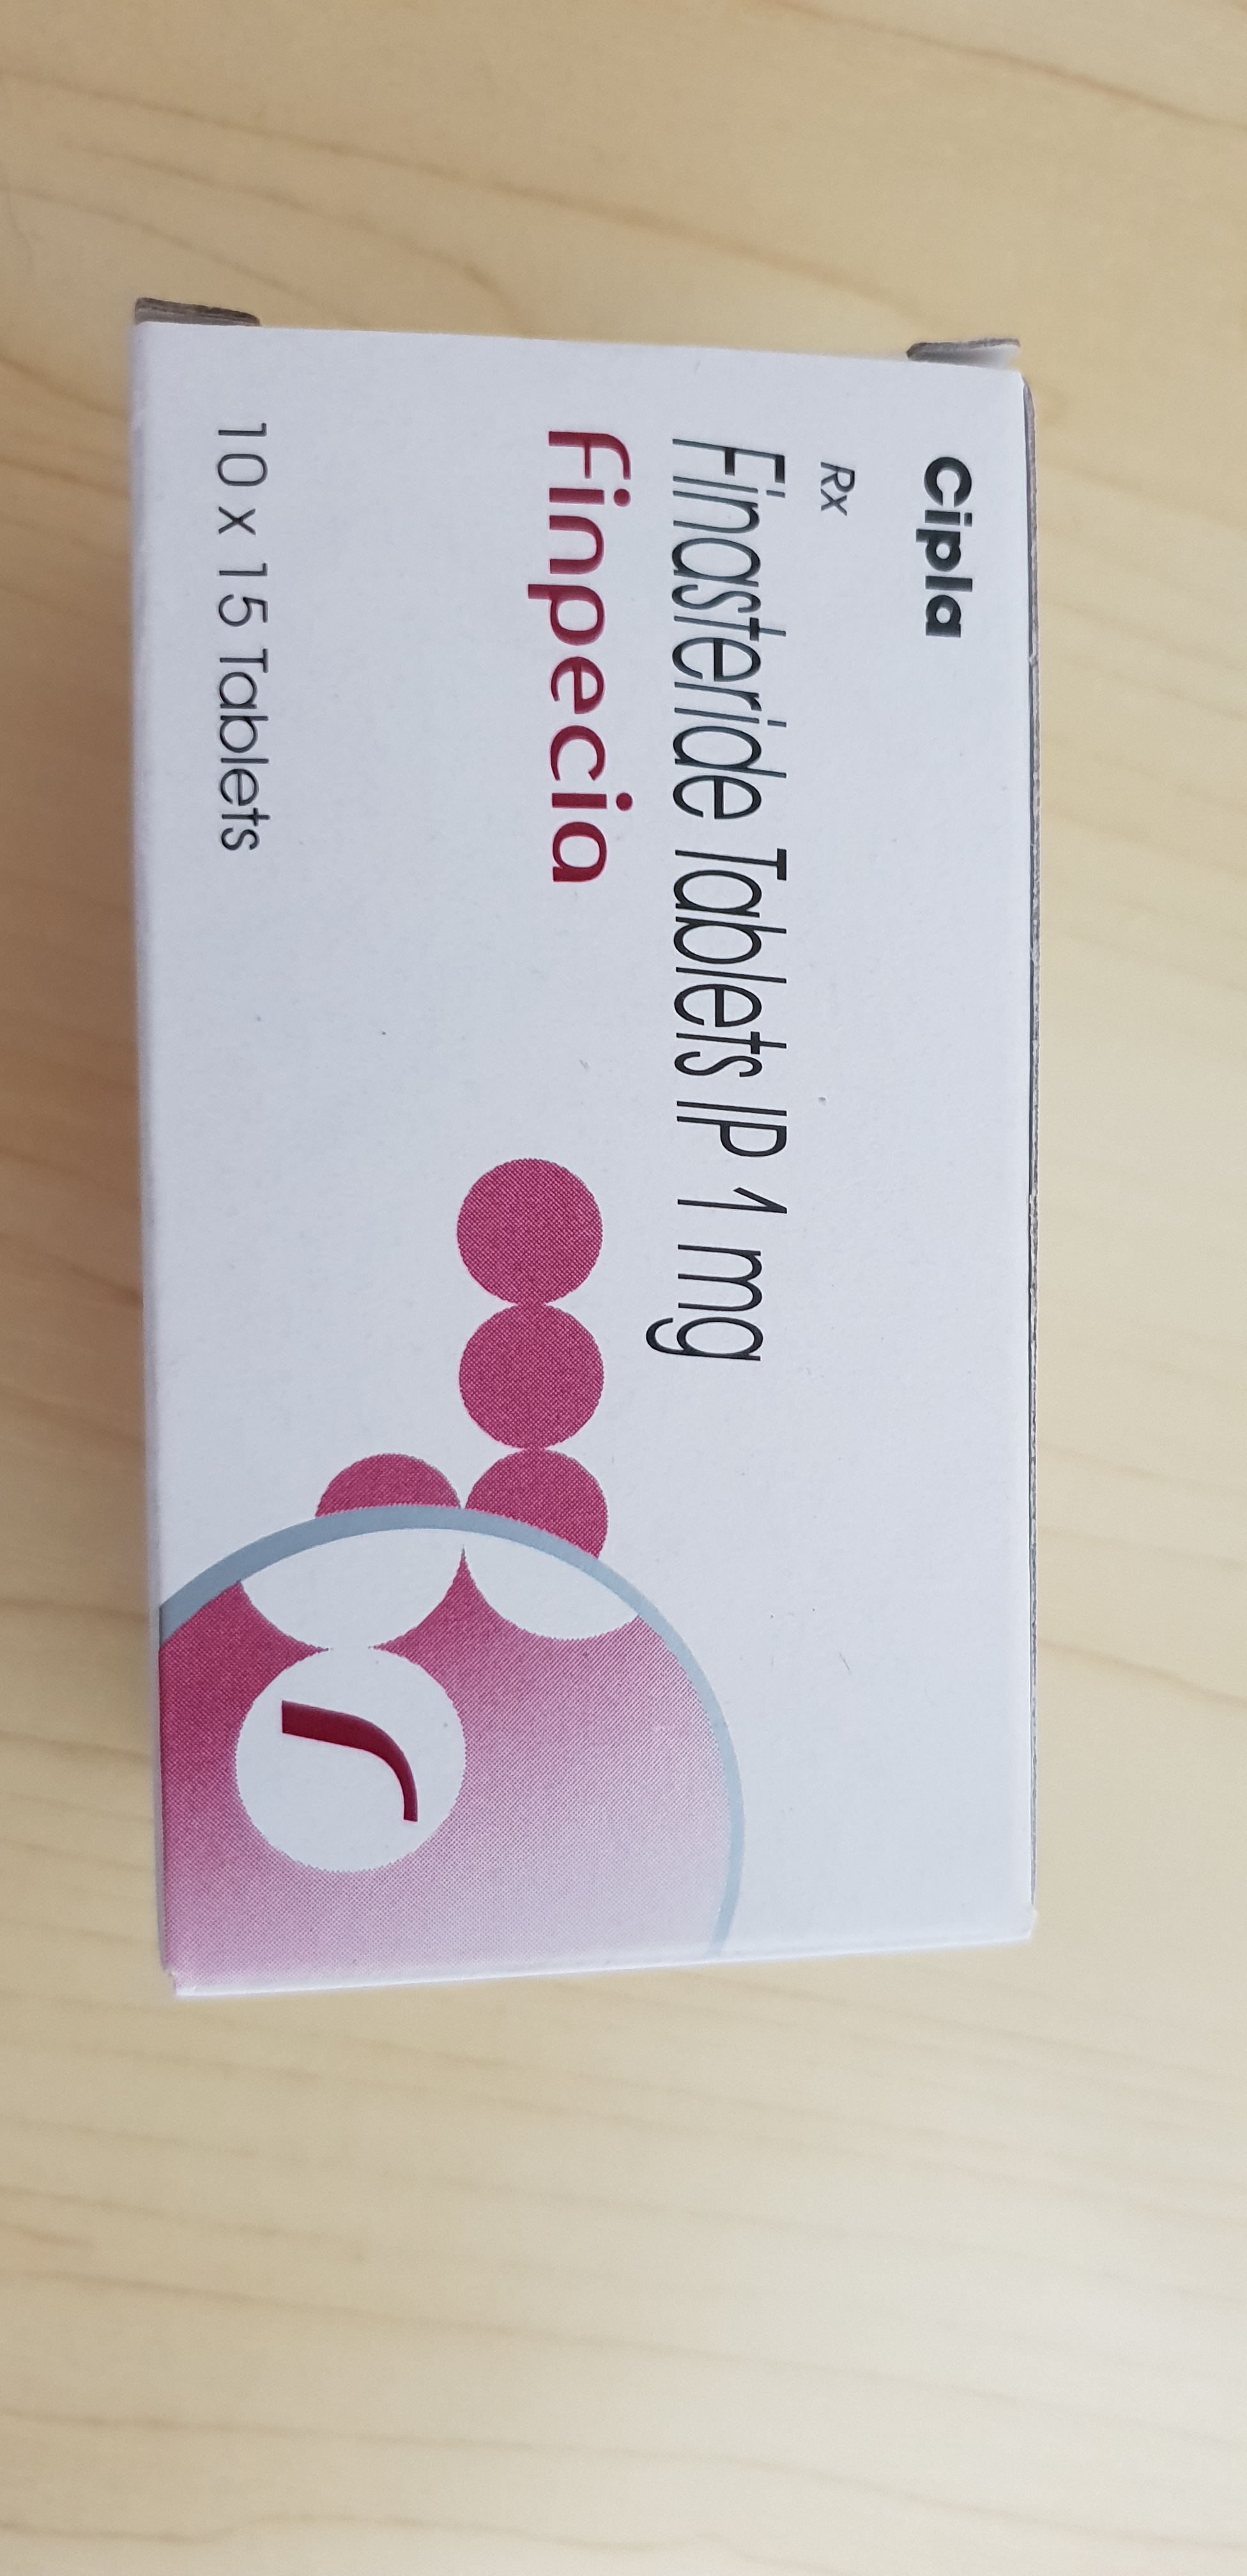 Cipla
Rx
Finasteride Tablets IP 1 mg
Finpecia
10 x 15 Tablets